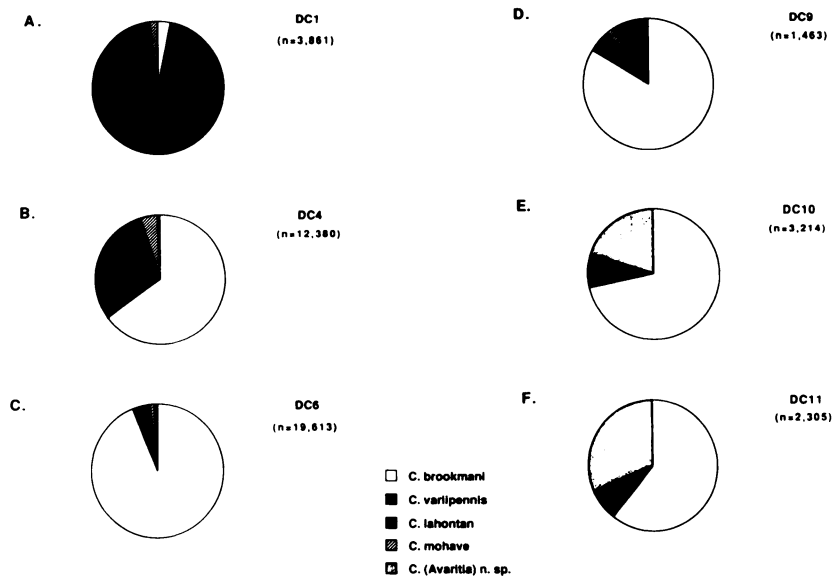 A.
DC1
(n=3,861)
B.
DC4
(n=12,380)
C.
DC6
(n=19,613)
D.
DC9
(n=1,463)
E.
DC10
(n=3,214)
F.
DC11
(n=2,305)
C. brookmani
C. variipennis
C. lahontan
C. mohave
C. (Avaritia) n. sp.